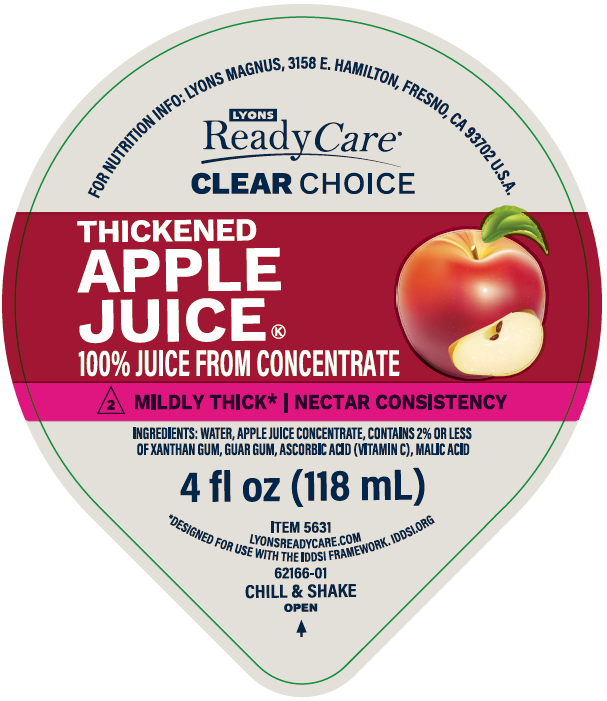 FOR NUTRITION INFO: LYONS MAGNUS, 3158 E. HAMILTON, FRESNO, CA 93702 U.S.A.
LYONS
ReadyCare
CLEAR CHOICE
THICKENED
APPLE
JUICE K
100% JUICE FROM CONCENTRATE
2 MILDLY THICK* | NECTAR CONSISTENCY
INGREDIENTS: WATER, APPLE JUICE CONCENTRATE, CONTAINS 2% OR LESS
OF XANTHAN GUM, GUAR GUM, ASCORBIC ACID (VITAMIN C), MALIC ACID
4 fl oz (118 mL)
ITEM 5631
LYONSREADYCARE.COM
*DESIGNED FOR USE WITH THE IDDSI FRAMEWORK. IDDSI.ORG
62166-01
CHILL & SHAKE
OPEN